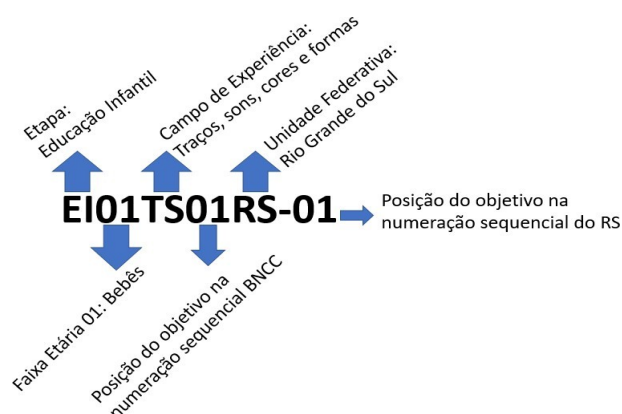 Etapa:
Educação Infantil
Campo de Experiência:
Traços, sons, cores e formas
Unidade Federativa:
Rio Grande do Sul
EI01TS01RS-01
Posição do objetivo na
numeração sequencial do RS
Faixa Etária 01: Bebês
Posição do objetivo na
numeração sequencial BNCC